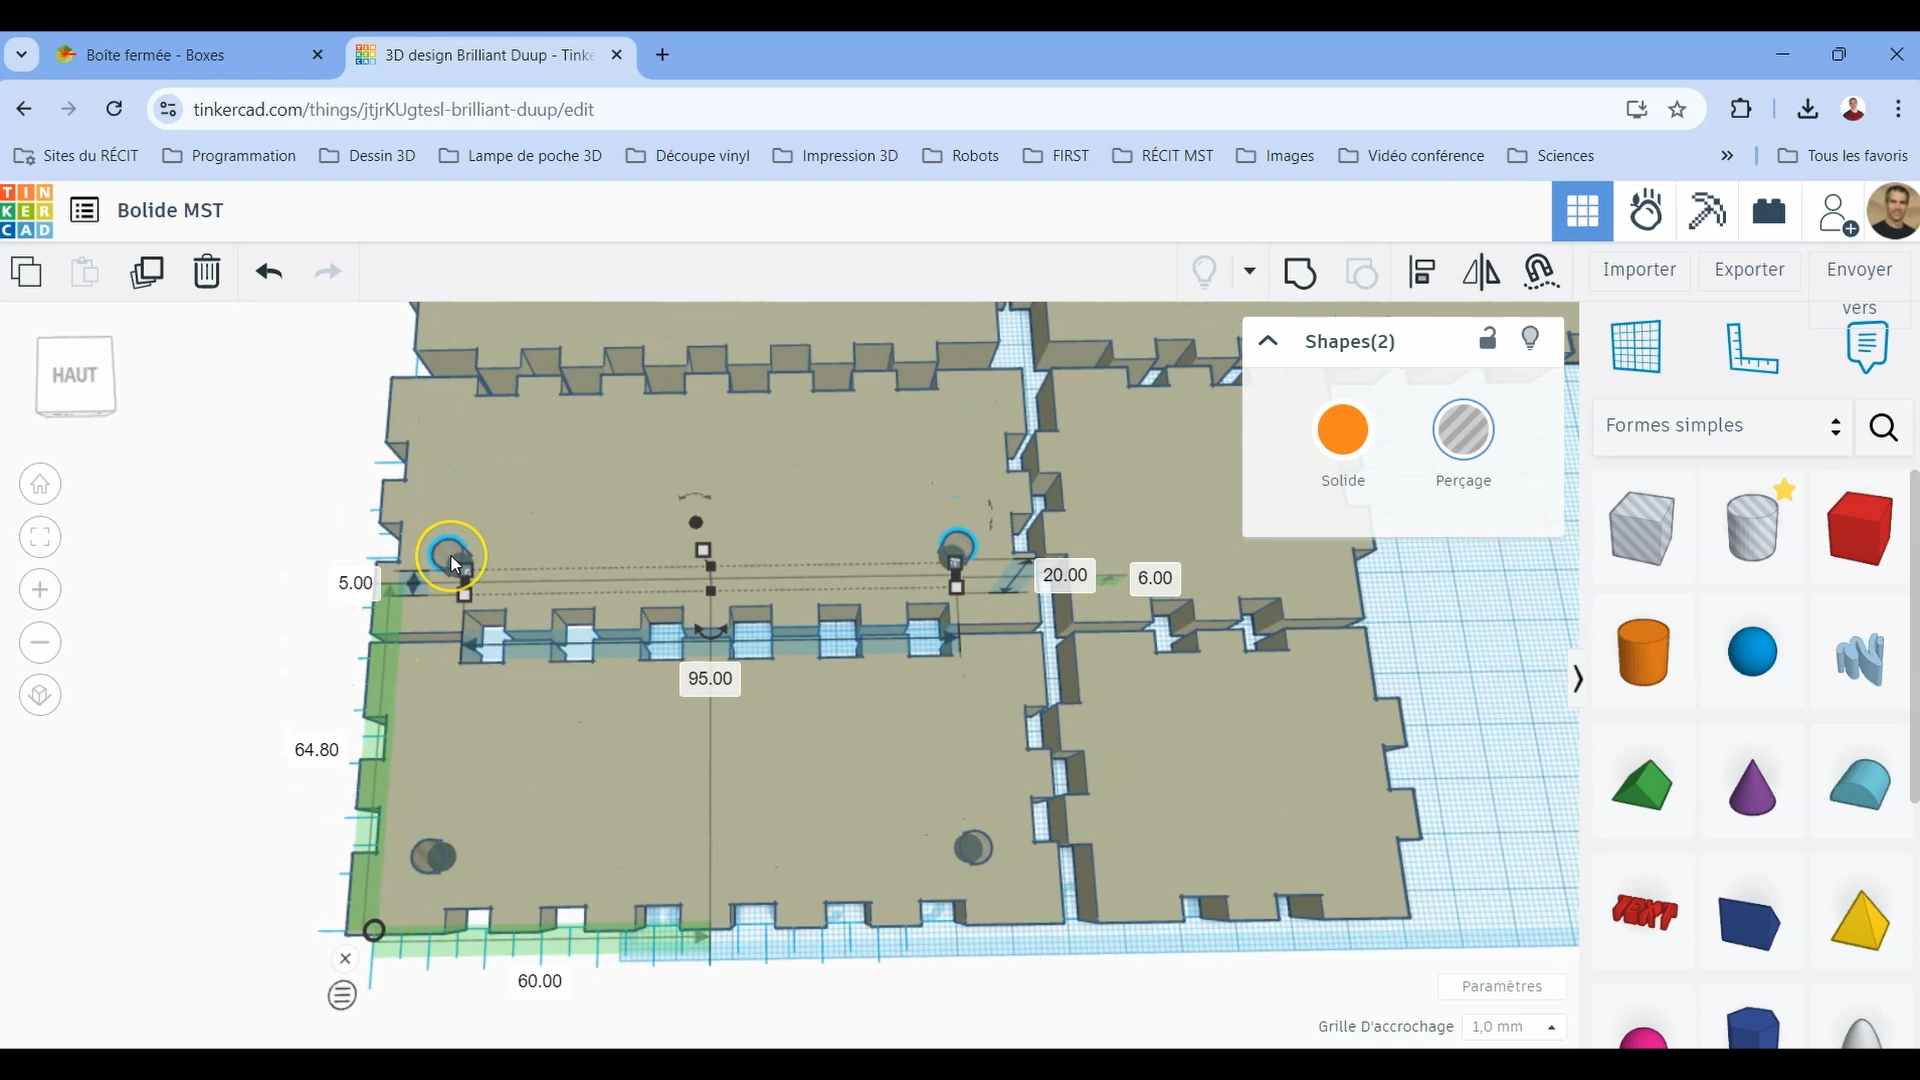 Boîte fermée - Boxes
3D design Brilliant Duup - Tinke
tinkercad.com/things/jtjrKUgtesl-brilliant-duup/edit
Sites du RÉCIT
Programmation
Dessin 3D
Lampe de poche 3D
Découpe vinyl
Impression 3D
Robots
FIRST
RÉCIT MST
Images
Vidéo conférence
Sciences
Tous les favoris
TIN
KER
CAD
Bolide MST
Importer
Exporter
Envoyer
vers
HAUT
Shapes(2)
Solide
Perçage
Formes simples
5.00
20.00
6.00
95.00
64.80
60.00
TEXT
Paramètres
Grille D'accrochage
1,0 mm